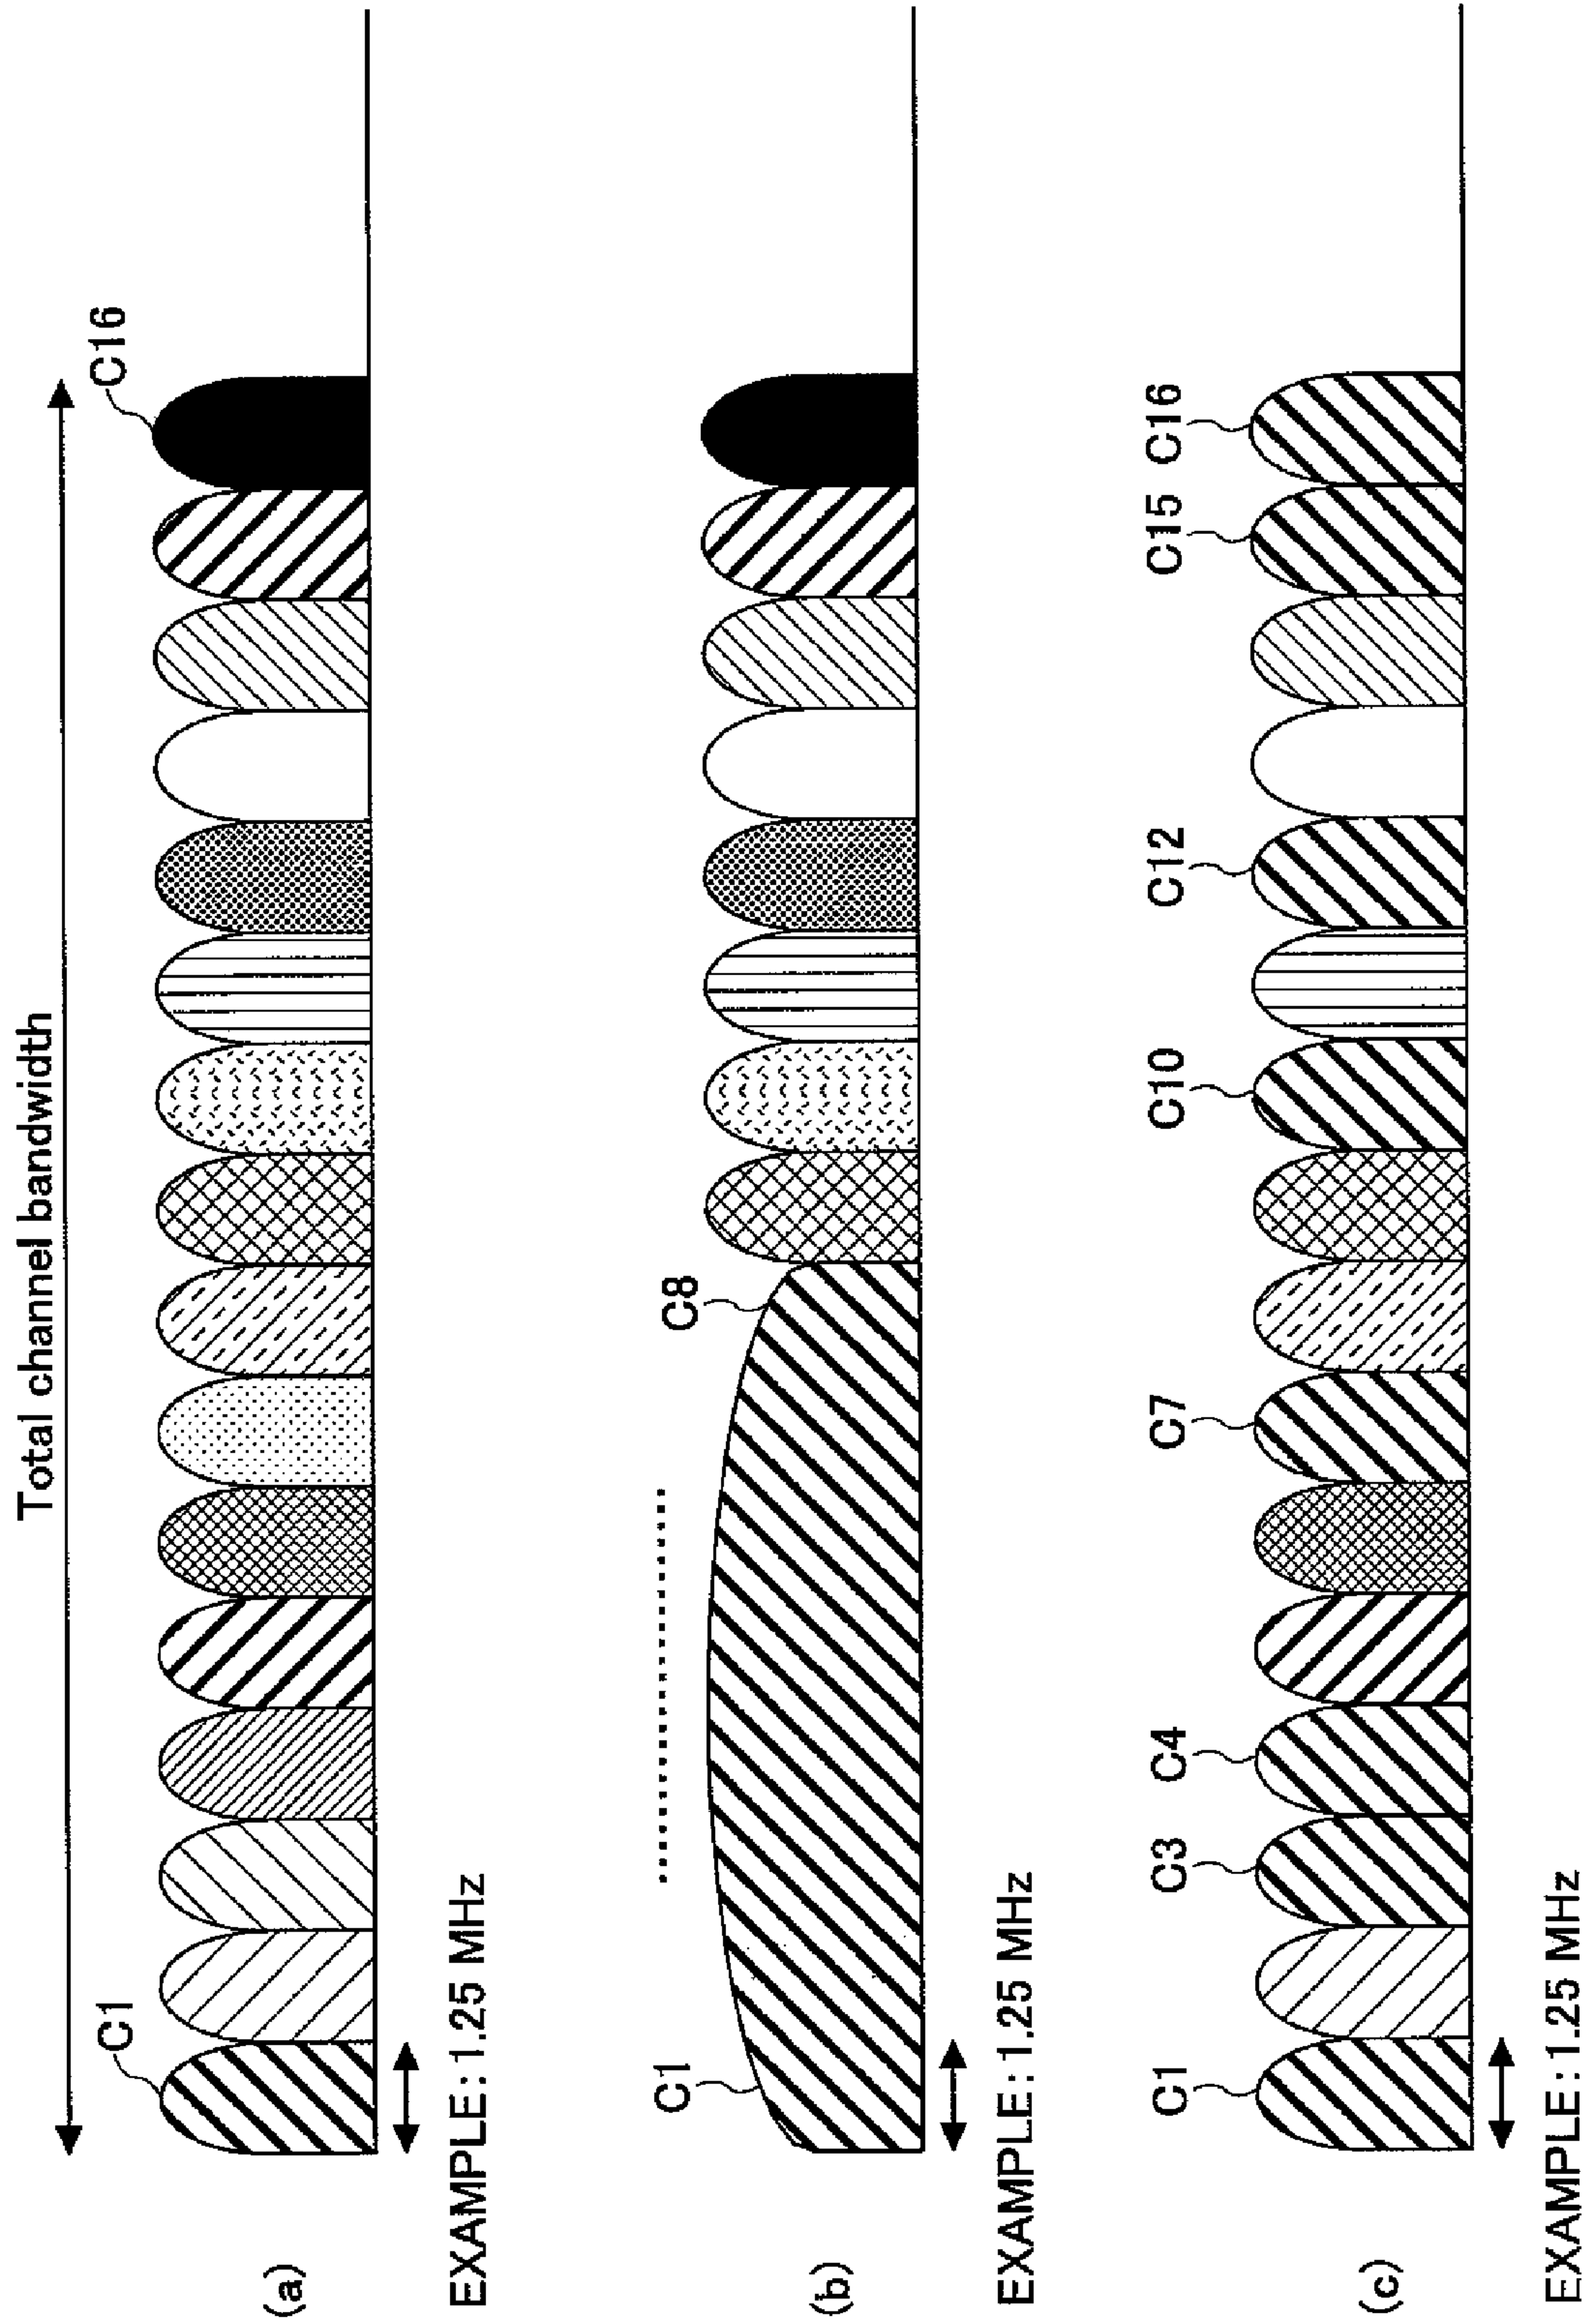 Total channel bandwidth
(a)
C1
C16
EXAMPLE: 1.25 MHz
(b)
C1
C8
EXAMPLE: 1.25 MHz
(c)
C1
C3
C4
C7
C10
C12
C15
C16
EXAMPLE: 1.25 MHz